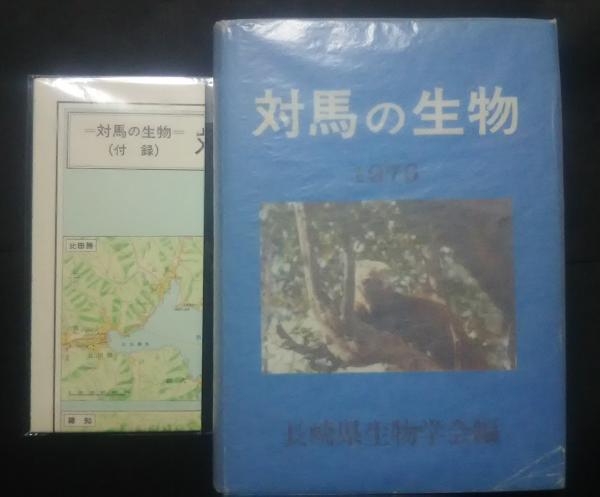 =対馬の生物=
(付録)
比田勝
対馬の生物
1976
長崎県生物学会編